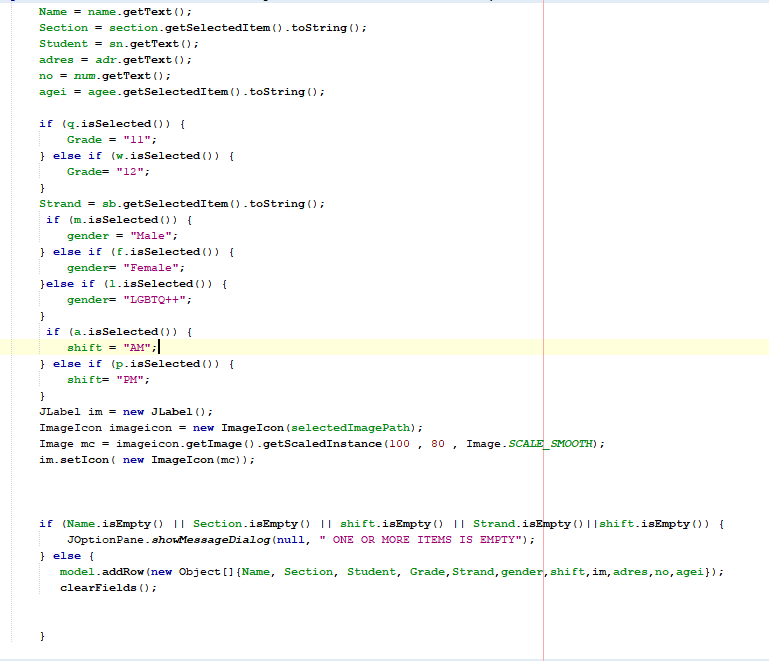 Name = name.getText();
Section = section.getSelectedItem().toString();
Student = sn.getText();
adres = adr.getText();
no = num.getText();
agei = agee.getSelectedItem().toString();
if (q.isSelected()) {
Grade = "11";
} else if (w.isSelected()) {
Grade= "12";
}
Strand = sb.getSelectedItem().toString();
if (m.isSelected()) {
gender = "Male";
} else if (f.isSelected()) {
gender= "Female";
}else if (l.isSelected()) {
gender= "LGBTQ++";
}
if (a.isSelected()) {
shift = "AM";
} else if (p.isSelected()) {
shift= "PM";
}
JLabel im = new JLabel();
ImageIcon imageicon = new ImageIcon(selectedImagePath);
Image mc = imageicon.getImage().getScaledInstance(100 , 80 , Image.SCALE_SMOOTH);
im.setIcon( new ImageIcon(mc));
if (Name.isEmpty() || Section.isEmpty() || shift.isEmpty() || Strand.isEmpty()||shift.isEmpty()) {
JOptionPane.showMessageDialog(null, " ONE OR MORE ITEMS IS EMPTY");
} else {
model.addRow(new Object[]{Name, Section, Student, Grade,Strand,gender,shift,im,adres,no,agei});
clearFields();
}